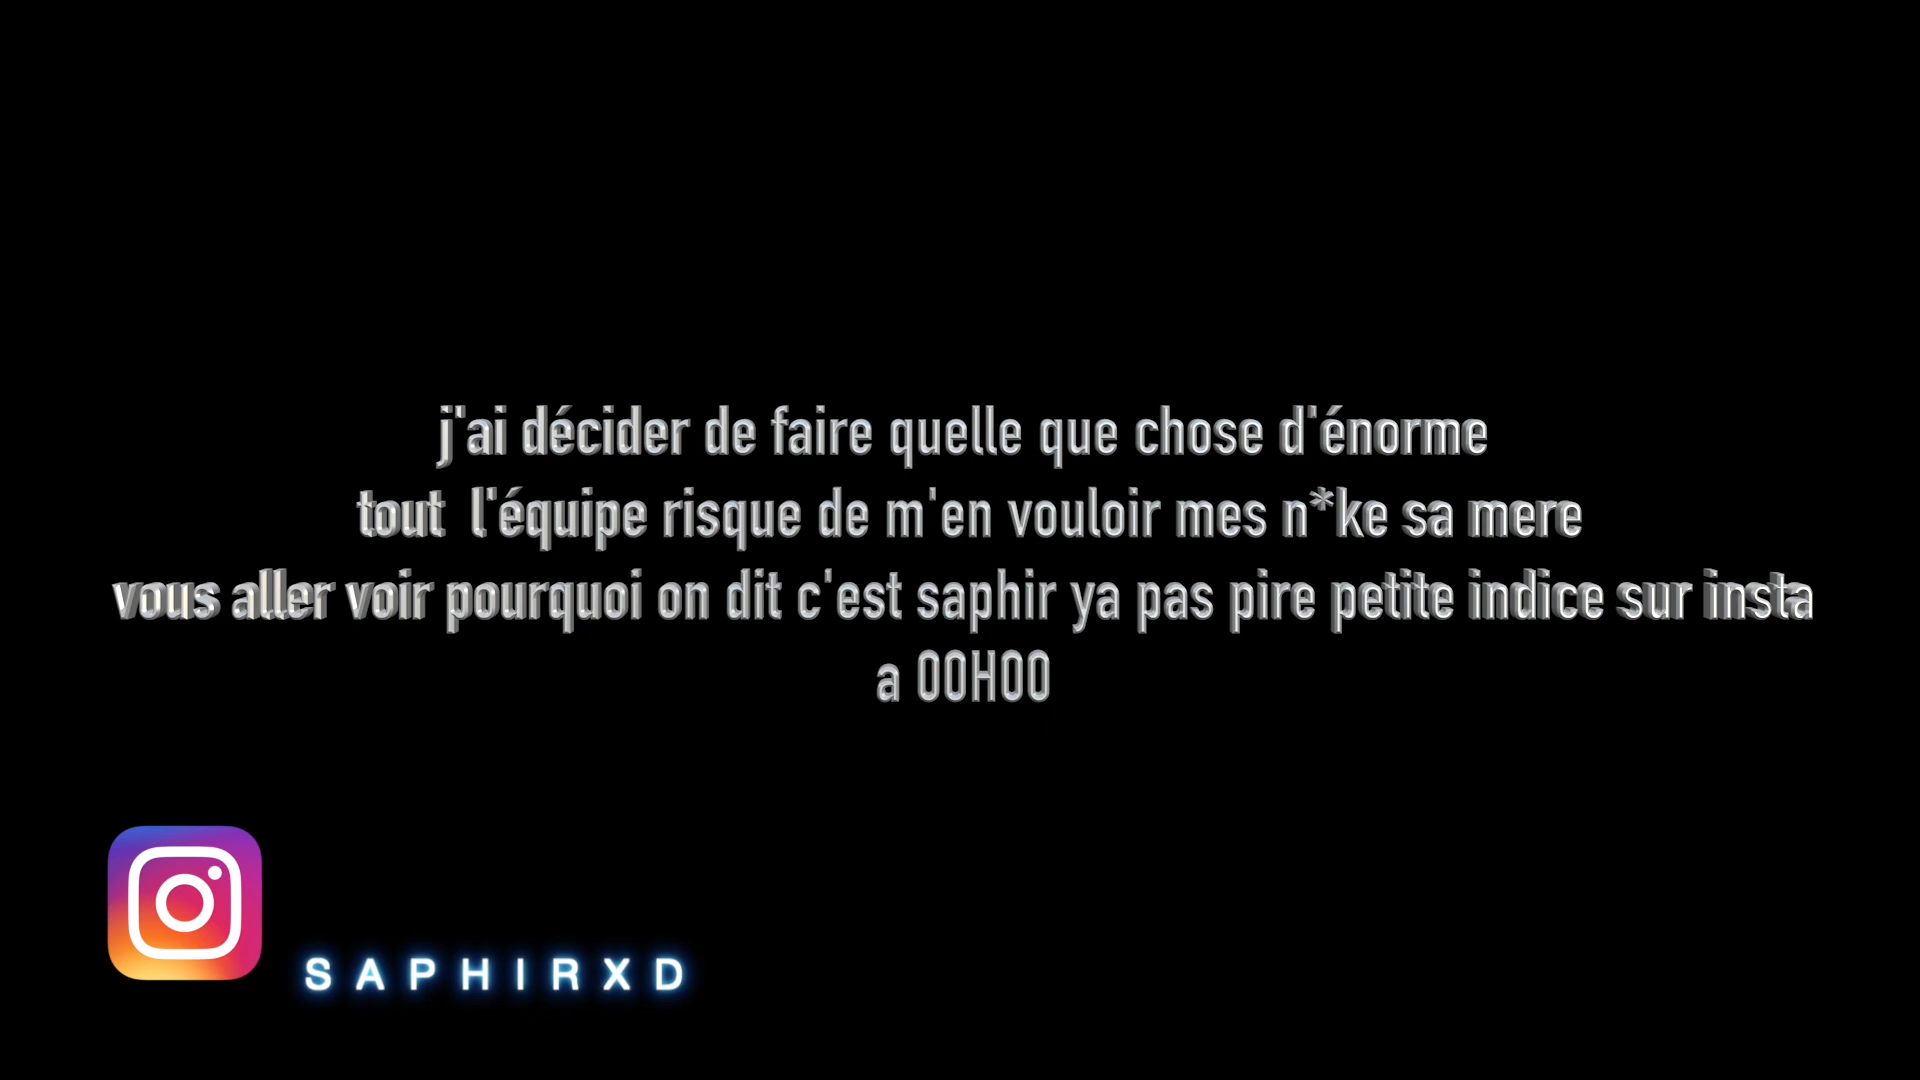 j'ai décider de faire quelle que chose d'énorme
tout  l'équipe risque de m'en vouloir mes n*ke sa mere
vous aller voir pourquoi on dit c'est saphir ya pas pire petite indice sur insta
a 00H00
SAPHIRXD